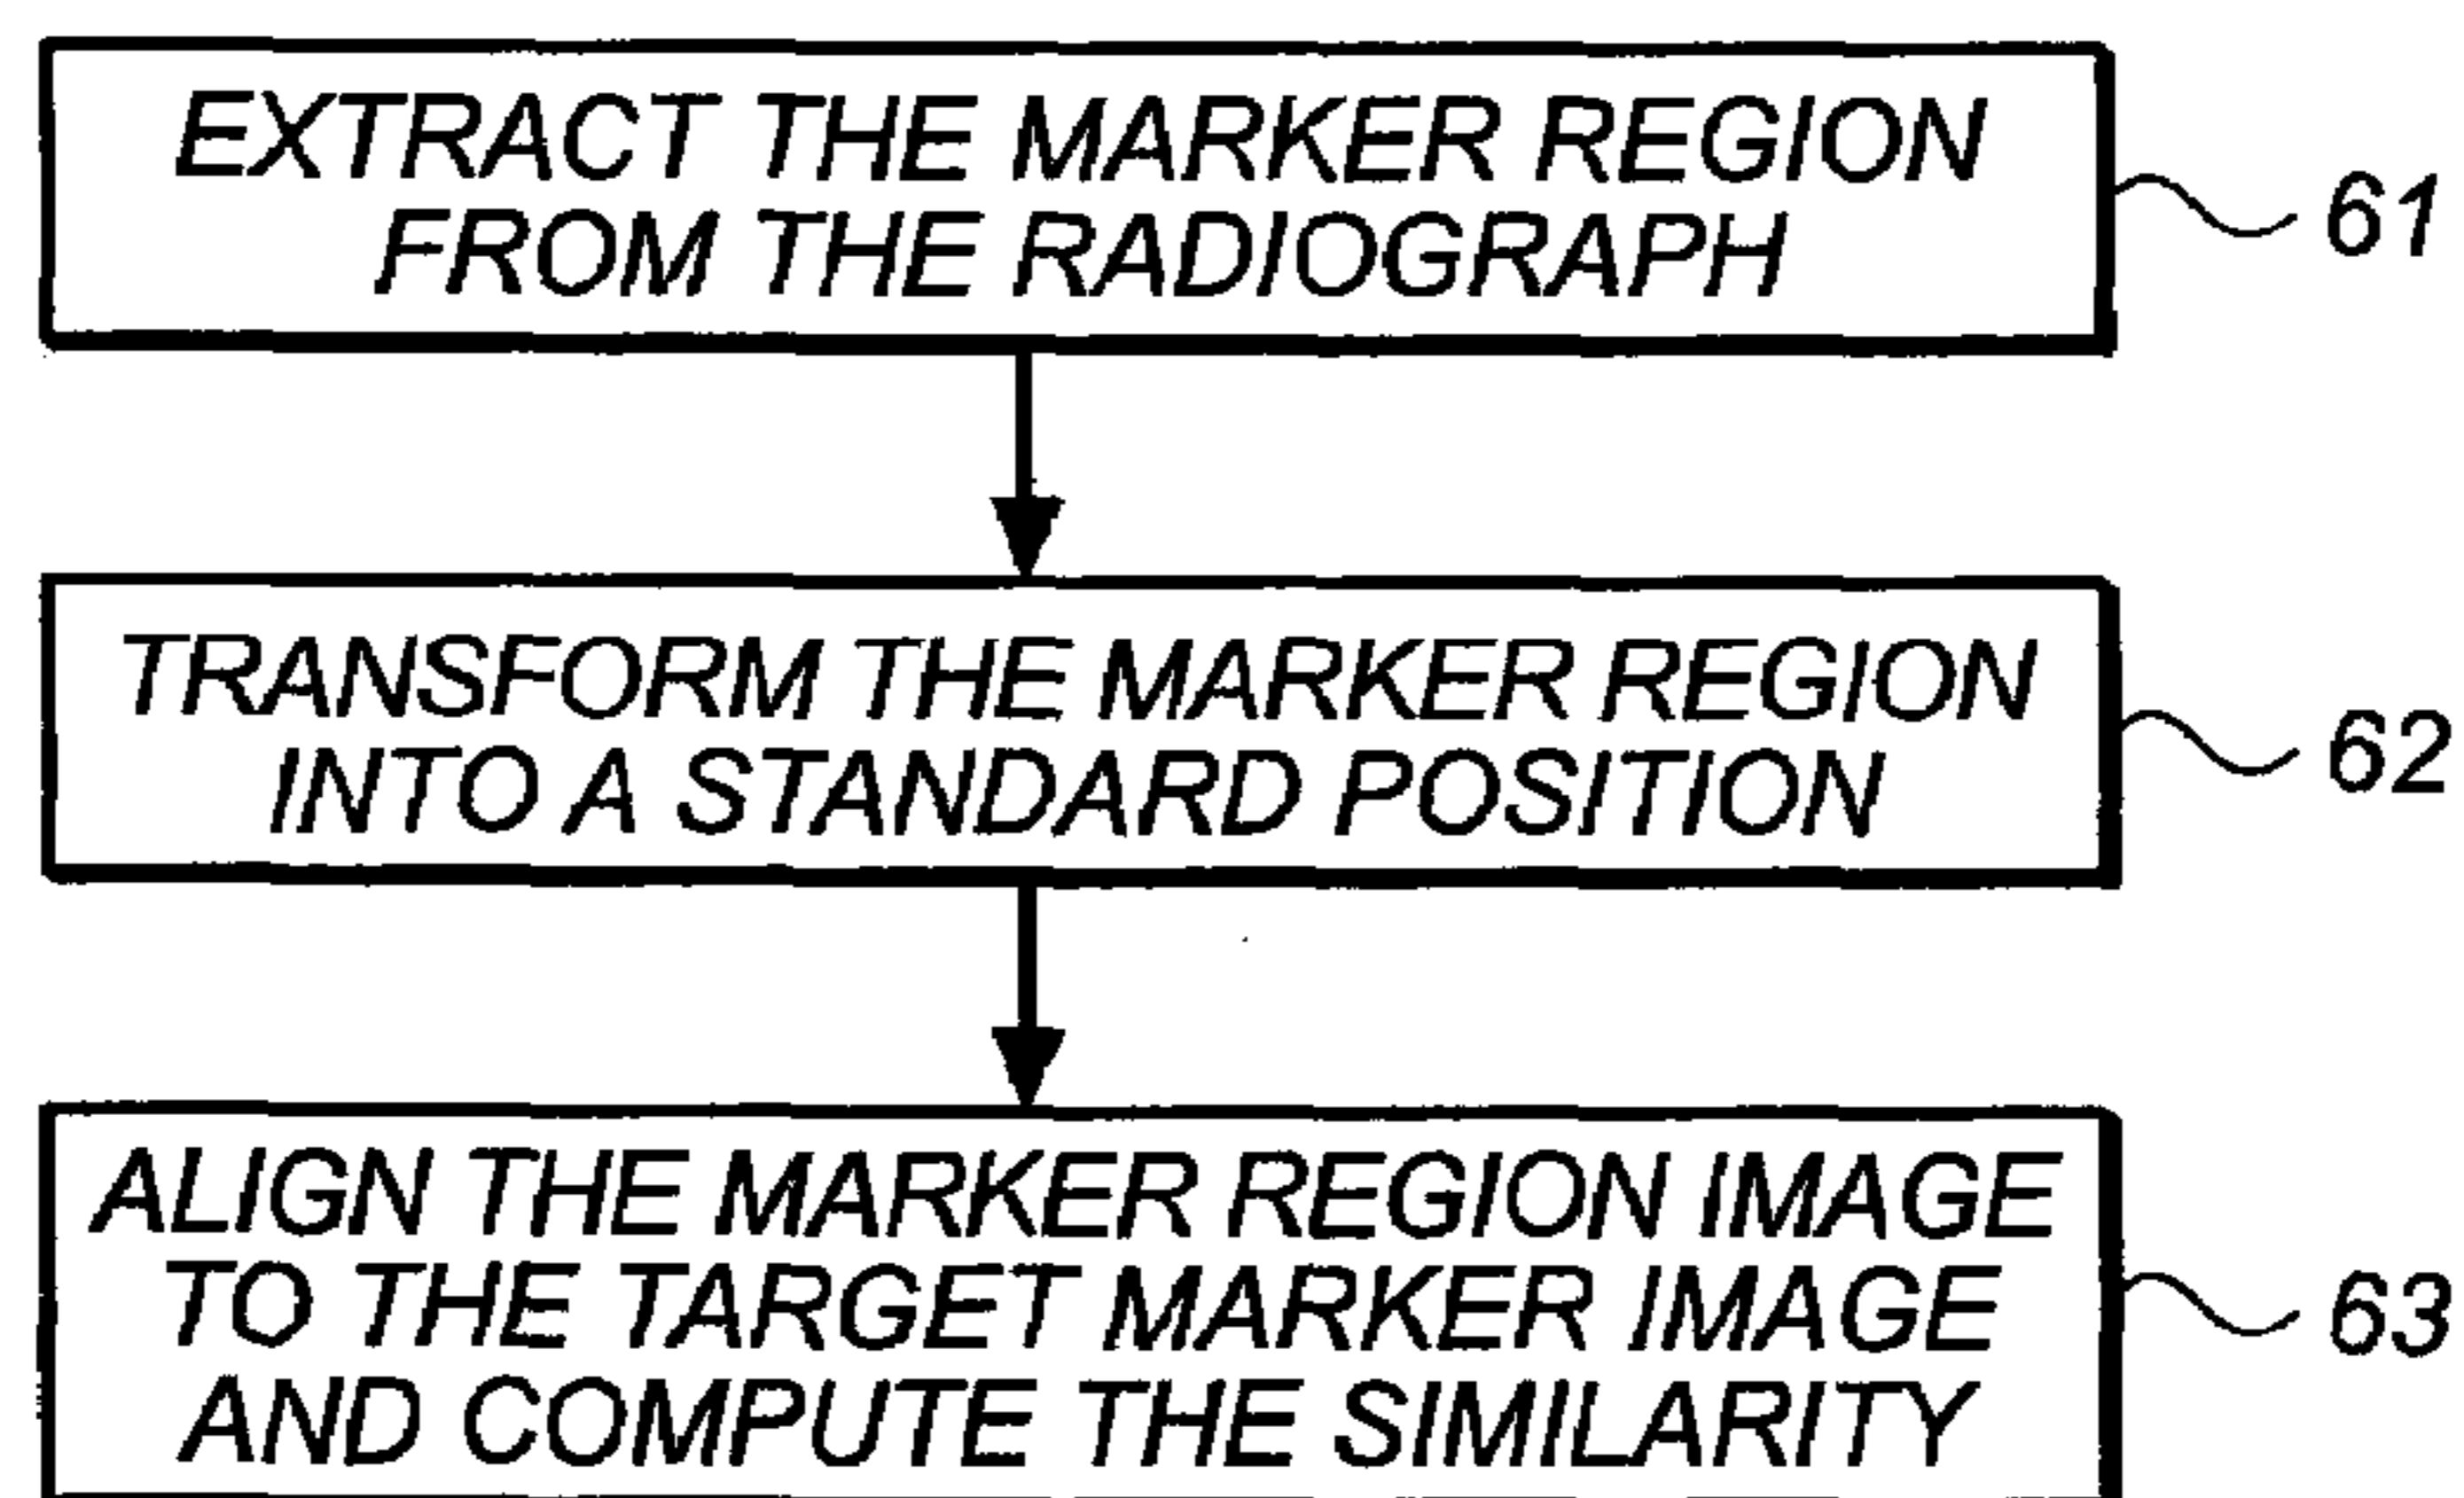 EXTRACT THE MARKER REGION
FROM THE RADIOGRAPH
61
TRANSFORM THE MARKER REGION
INTO A STANDARD POSITION
62
ALIGN THE MARKER REGION IMAGE
TO THE TARGET MARKER IMAGE
AND COMPUTE THE SIMILARITY
63